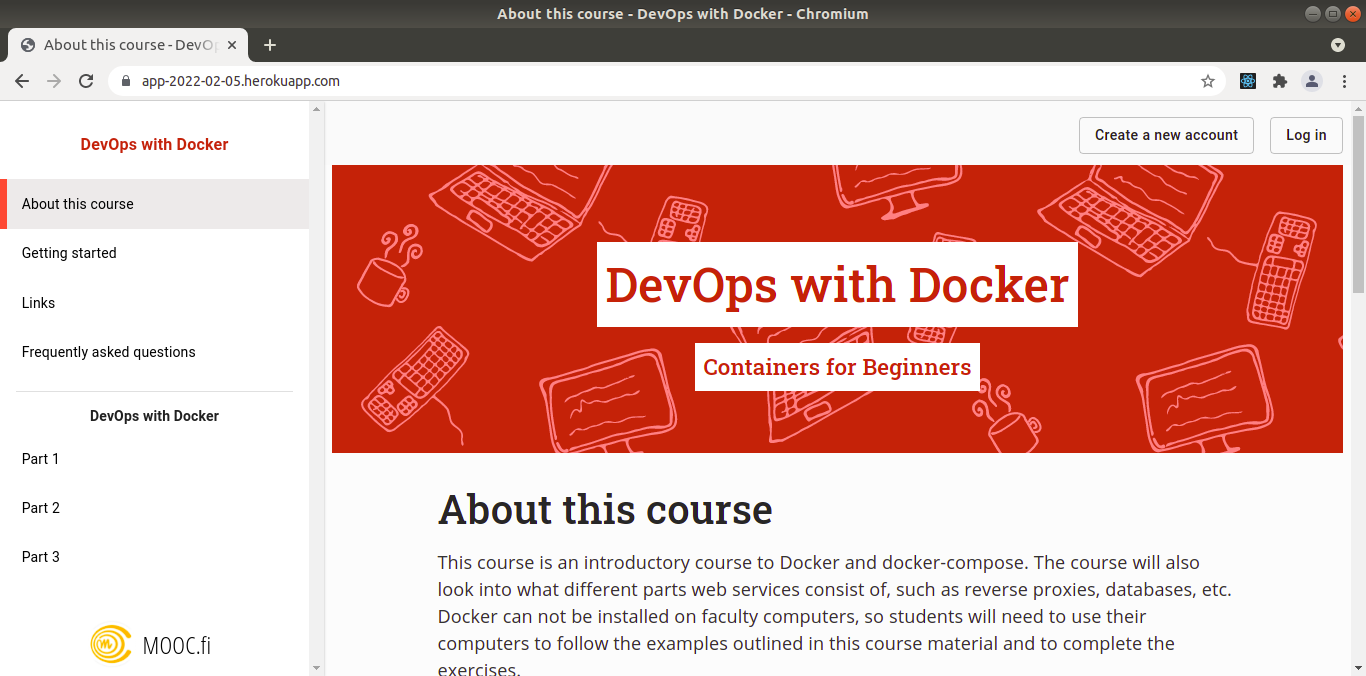 About this course - DevOps with Docker - Chromium
About this course - DevOp
app-2022-02-05.herokuapp.com
DevOps with Docker
About this course
Getting started
Links
Frequently asked questions
DevOps with Docker
Part 1
Part 2
Part 3
MOOC.fi
Create a new account
Log in
DevOps with Docker
Containers for Beginners
About this course
This course is an introductory course to Docker and docker-compose. The course will also
look into what different parts web services consist of, such as reverse proxies, databases, etc.
Docker can not be installed on faculty computers, so students will need to use their
computers to follow the examples outlined in this course material and to complete the
exercises.